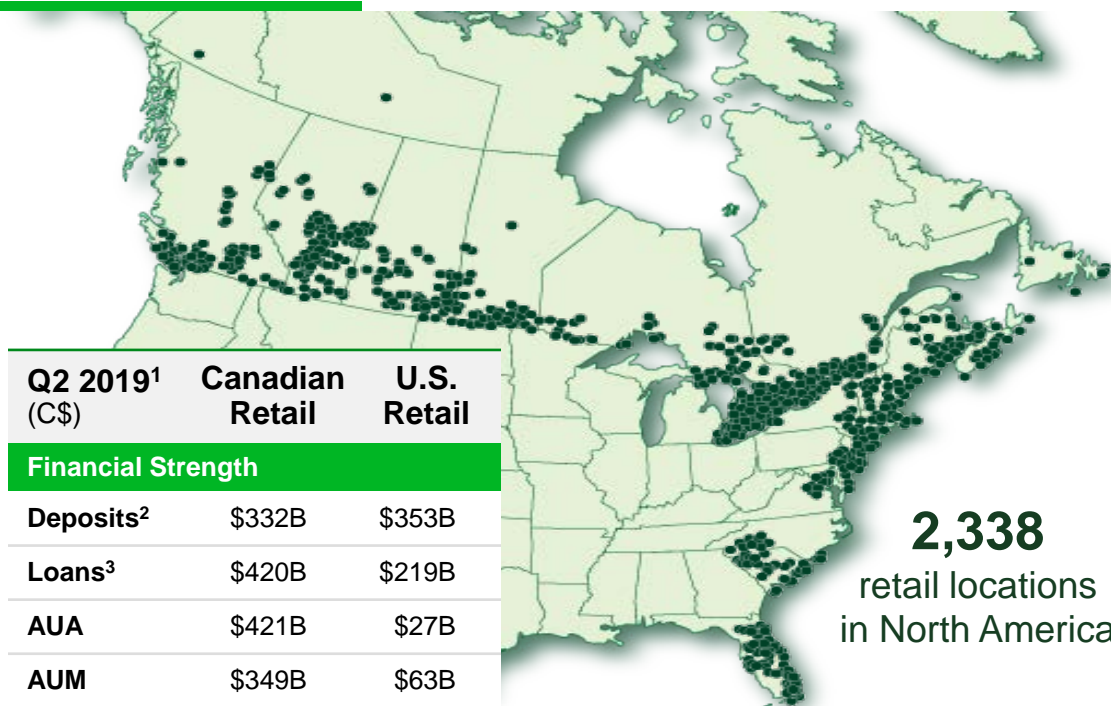 Q2 2019¹ Canadian U.S.
(C$) Retail Retail
Financial Strength
Deposits² $332B $353B
Loans³ $420B $219B
AUA $421B $27B
AUM $349B $63B
2,338
retail locations
in North America